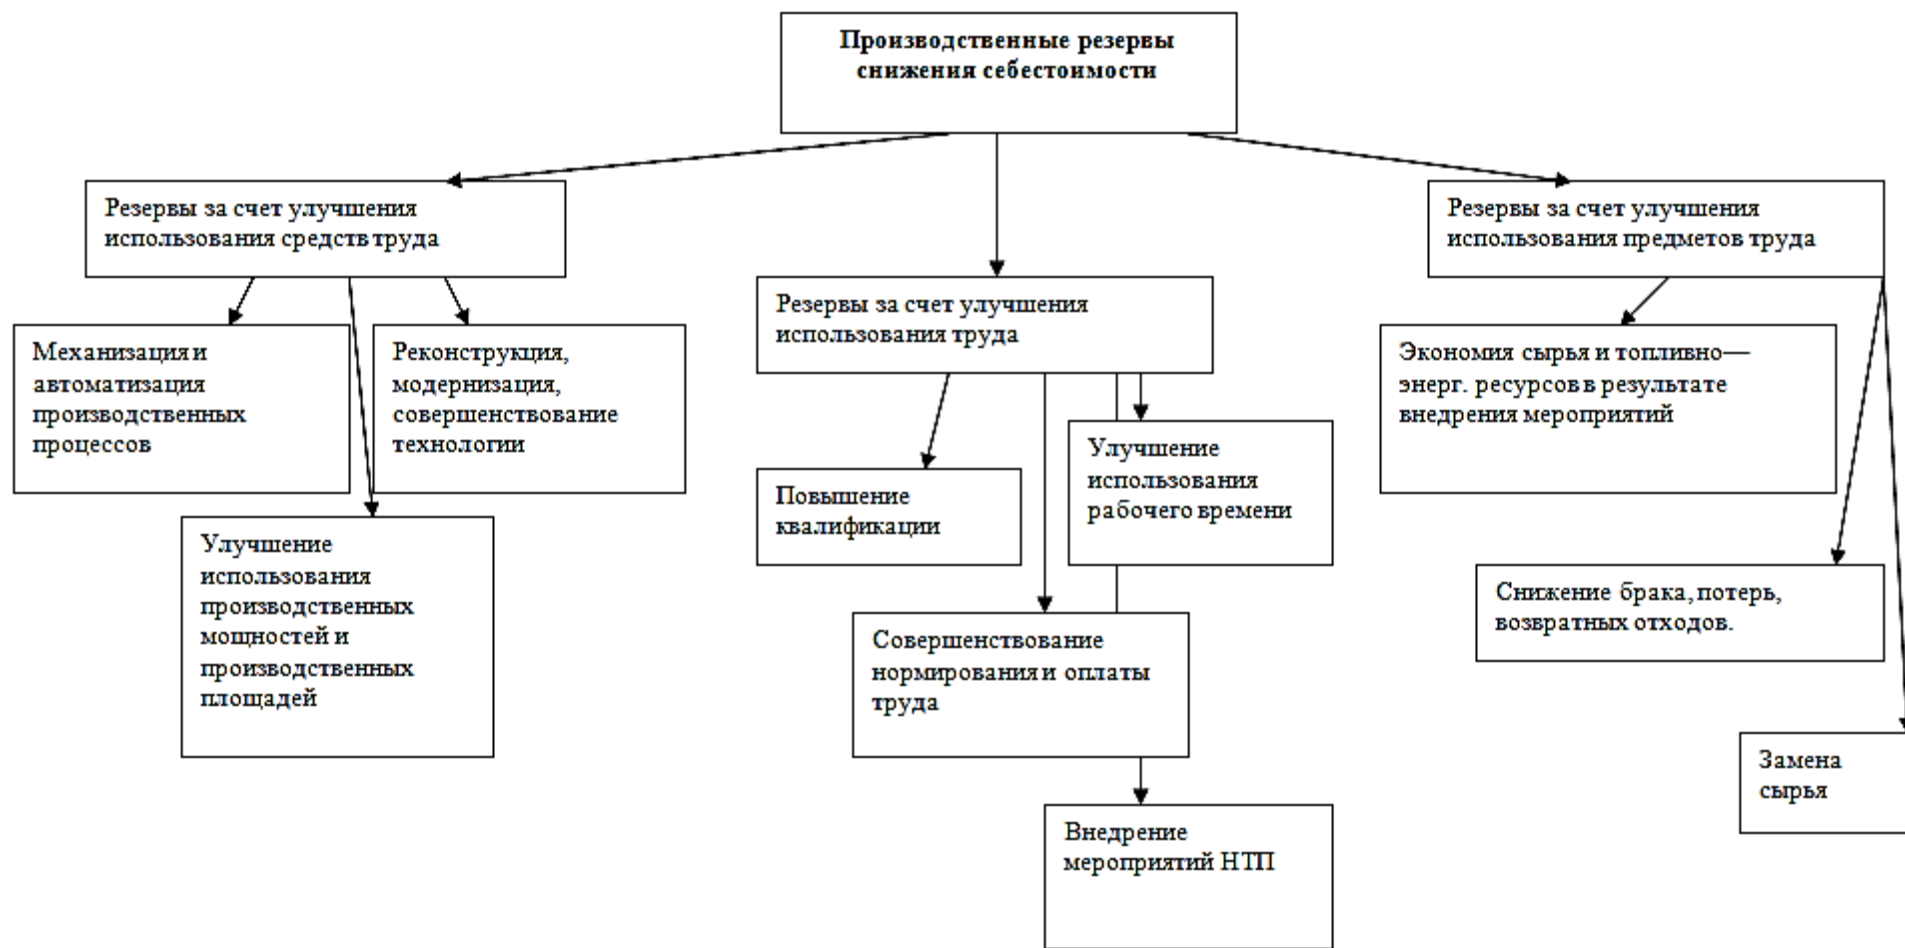 Производственные резервы
снижения себестоимости
Резервы за счет улучшения
использования средств труда
Резервы за счет улучшения
использования предметов труда
Резервы за счет улучшения
использования труда
Механизация и
автоматизация
производственных
процессов
Реконструкция,
модернизация,
совершенствование
технологии
Улучшение
использования
производственных
мощностей и
производственных
площадей
Повышение
квалификации
Улучшение
использования
рабочего времени
Совершенствование
нормирования и оплаты
труда
Внедрение
мероприятий НТП
Экономия сырья и топливно—
энерг. ресурсов в результате
внедрения мероприятий
Снижение брака, потерь,
возвратных отходов.
Замена
сырья